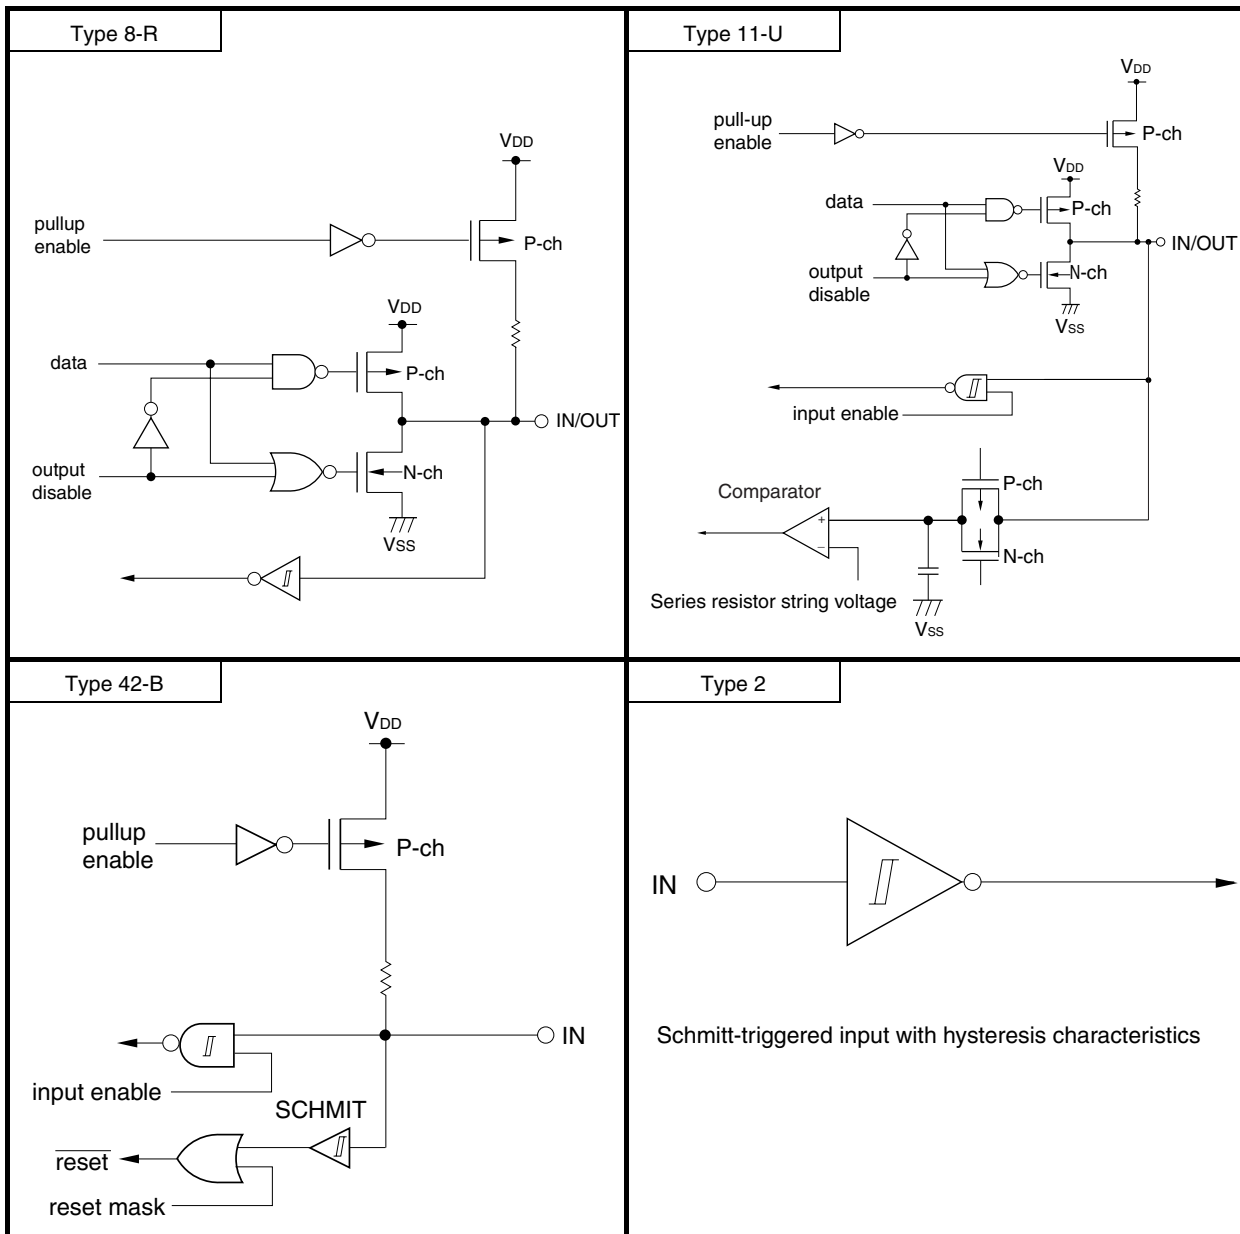 Type 8-R
VDD
pullup
enable
P-ch
VDD
data
P-ch
IN/OUT
output
disable
N-ch
VSS
Type 11-U
VDD
pull-up
enable
P-ch
VDD
data
P-ch
IN/OUT
output
disable
N-ch
VSS
input enable
P-ch
Comparator
+
−
N-ch
Series resistor string voltage
VSS
Type 42-B
VDD
pullup
enable
P-ch
IN
input enable
SCHMIT
reset
reset mask
Type 2
IN
Schmitt-triggered input with hysteresis characteristics